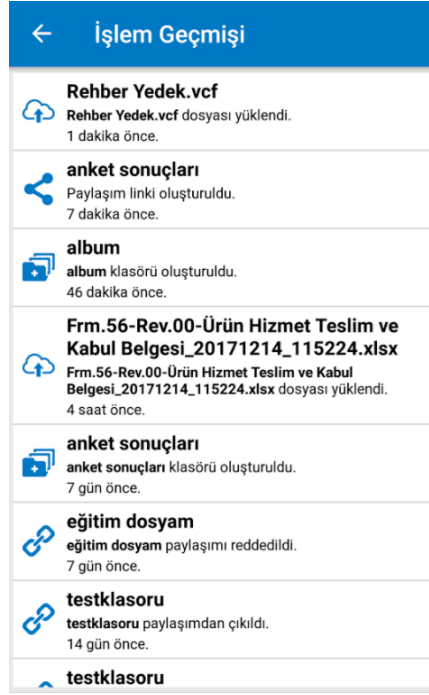 İşlem Geçmişi
Rehber Yedek.vcf
Rehber Yedek.vcf dosyası yüklendi.
1 dakika önce.
anket sonuçları
Paylaşım linki oluşturuldu.
7 dakika önce.
album
album klasörü oluşturuldu.
46 dakika önce.
Frm.56-Rev.00-Ürün Hizmet Teslim ve
Kabul Belgesi_20171214_115224.xlsx
Frm.56-Rev.00-Ürün Hizmet Teslim ve Kabul
Belgesi_20171214_115224.xlsx dosyası yüklendi.
4 saat önce.
anket sonuçları
anket sonuçları klasörü oluşturuldu.
7 gün önce.
eğitim dosyam
eğitim dosyam paylaşımı reddedildi.
7 gün önce.
testklasoru
testklasoru paylaşımdan çıkıldı.
14 gün önce.
testklasoru